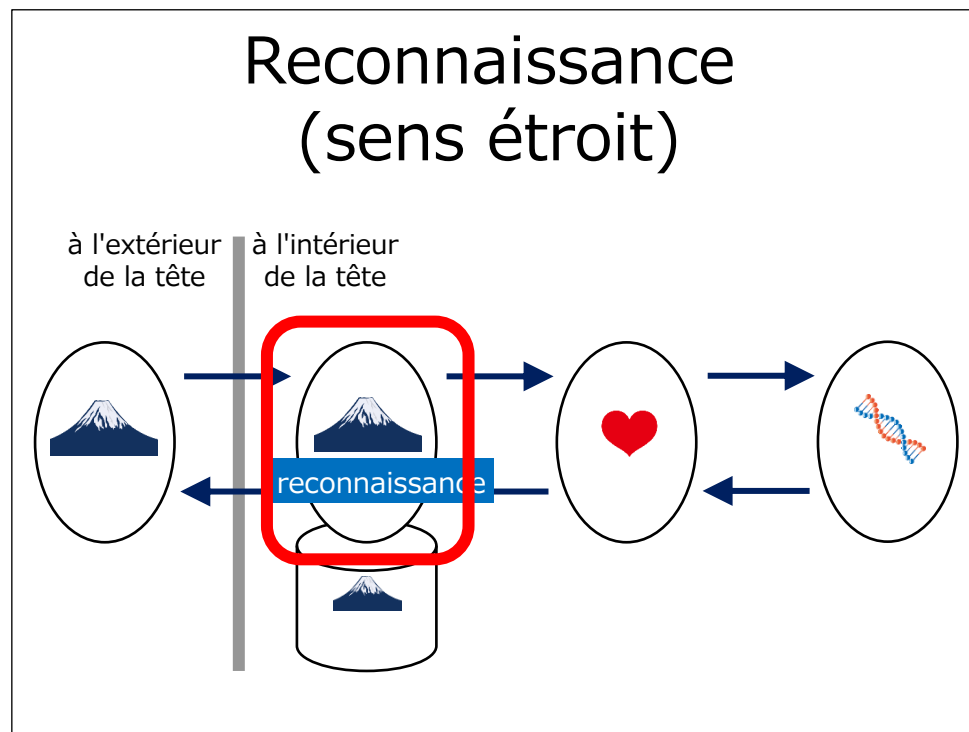 Reconnaissance
(sens étroit)
à l'extérieur
de la tête
à l'intérieur
de la tête
reconnaissance